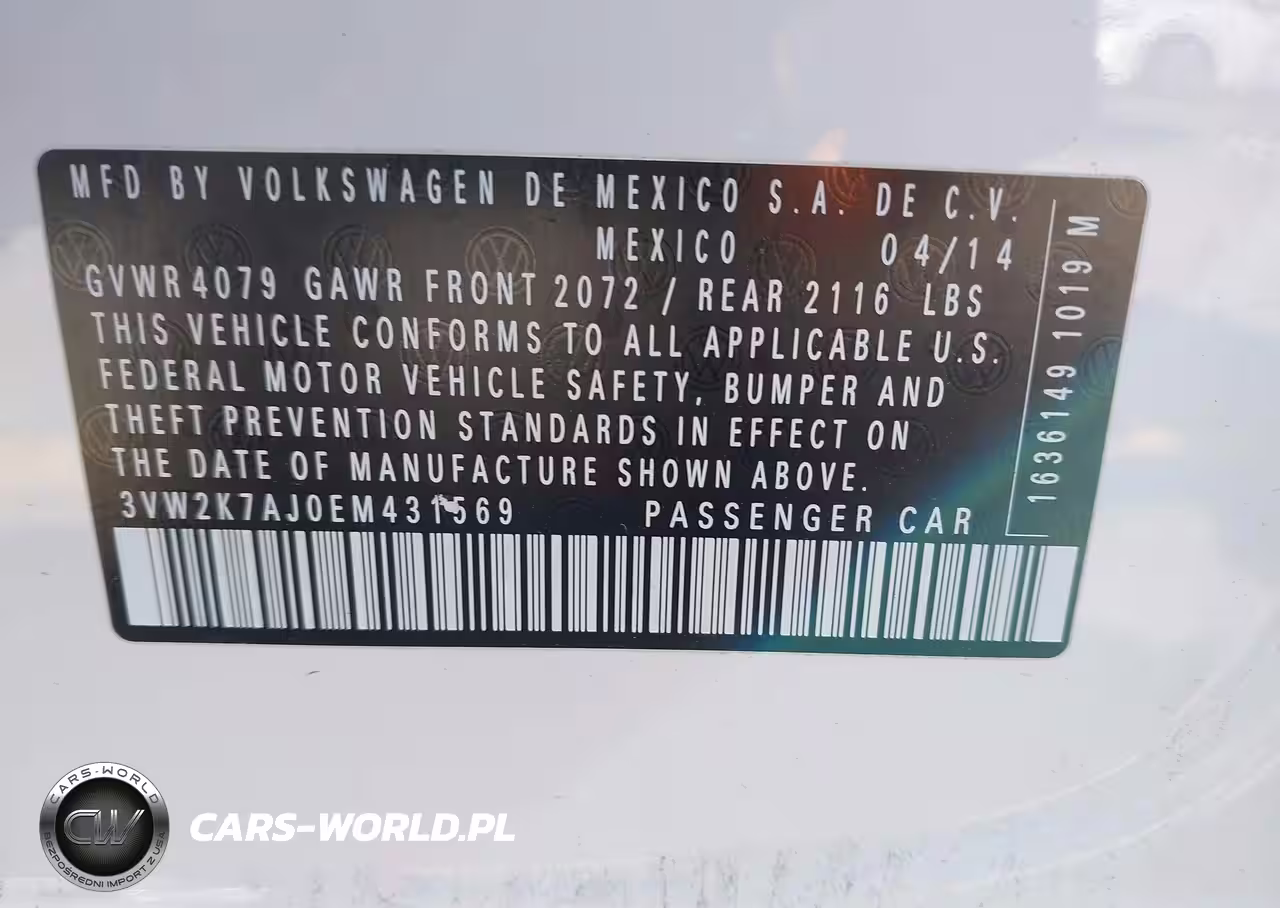 MFD BY VOLKSWAGEN DE MEXICO S.A. DE C.V.
MEXICO 04/14
GVWR 4079 GAWR FRONT 2072 / REAR 2116 LBS
THIS VEHICLE CONFORMS TO ALL APPLICABLE U.S.
FEDERAL MOTOR VEHICLE SAFETY, BUMPER AND
THEFT PREVENTION STANDARDS IN EFFECT ON
THE DATE OF MANUFACTURE SHOWN ABOVE.
3VW2K7AJ0EM431569 PASSENGER CAR
1636149 1019 M
CARS-WORLD
CW
BEZPOŚREDNI IMPORT Z USA
CARS-WORLD.PL